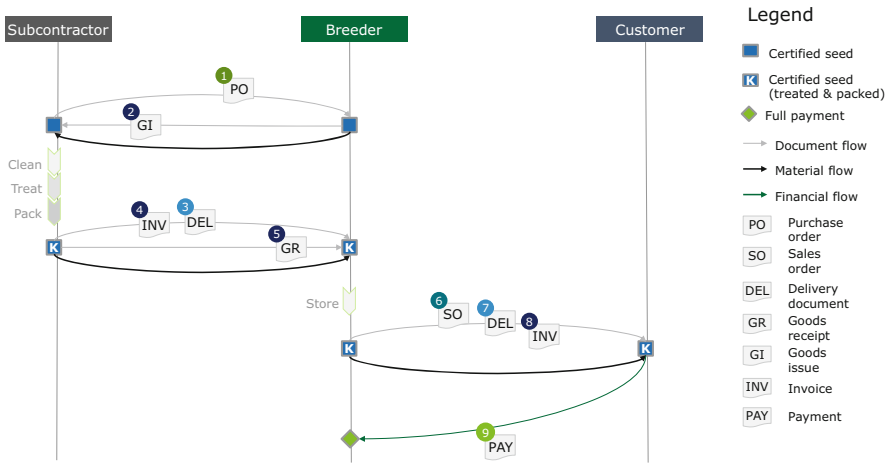 Subcontractor
Breeder
Customer
1
PO
2
GI
Clean
Treat
Pack
4
INV
3
DEL
5
GR
K
K
Store
6
SO
7
DEL
8
INV
K
K
9
PAY
Legend
Certified seed
K
Certified seed
(treated & packed)
Full payment
Document flow
Material flow
Financial flow
PO
Purchase
order
SO
Sales
order
DEL
Delivery
document
GR
Goods
receipt
GI
Goods
issue
INV
Invoice
PAY
Payment